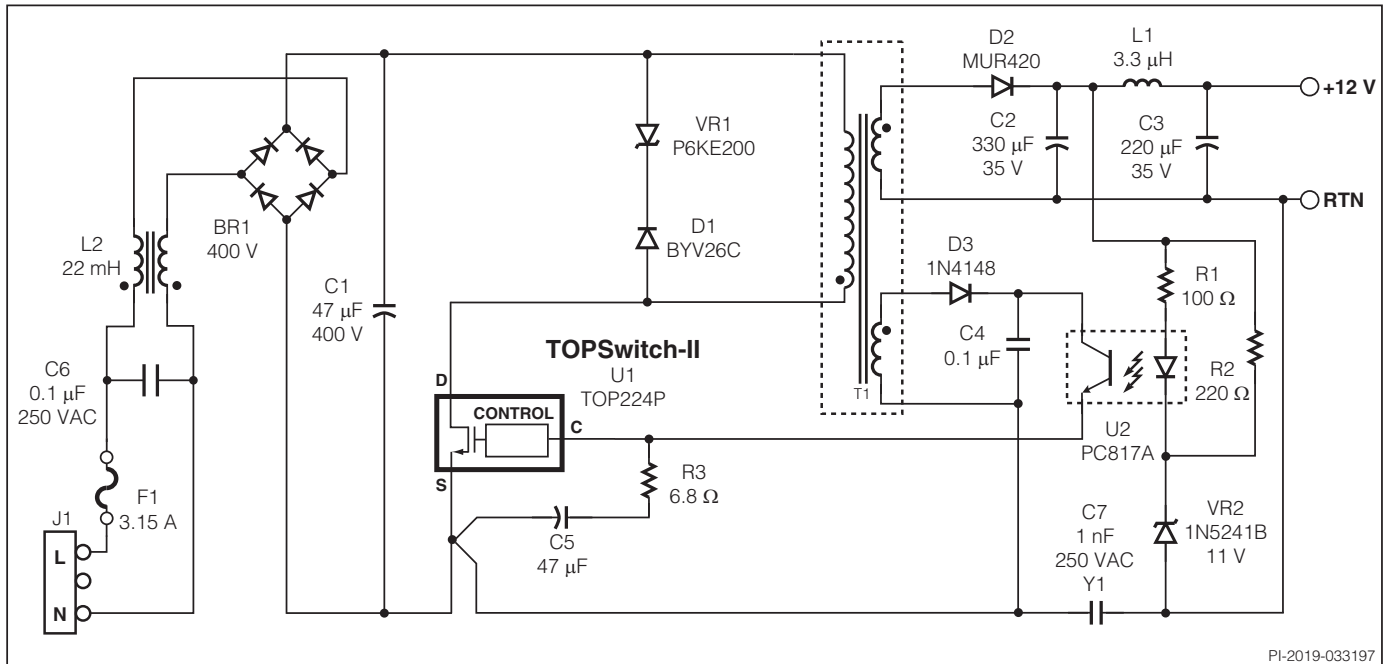 D2
MUR420
L1
3.3 µH
+12 V
VR1
P6KE200
C2
330 µF
35 V
C3
220 µF
35 V
RTN
D1
BYV26C
BR1
400 V
L2
22 mH
C1
47 µF
400 V
D3
1N4148
R1
100 Ω
TOPSwitch-II
U1
TOP224P
C4
0.1 µF
T1
R2
220 Ω
C6
0.1 µF
250 VAC
D
CONTROL
C
S
U2
PC817A
R3
6.8 Ω
F1
3.15 A
J1
L
N
C5
47 µF
C7
1 nF
250 VAC
Y1
VR2
1N5241B
11 V
PI-2019-033197